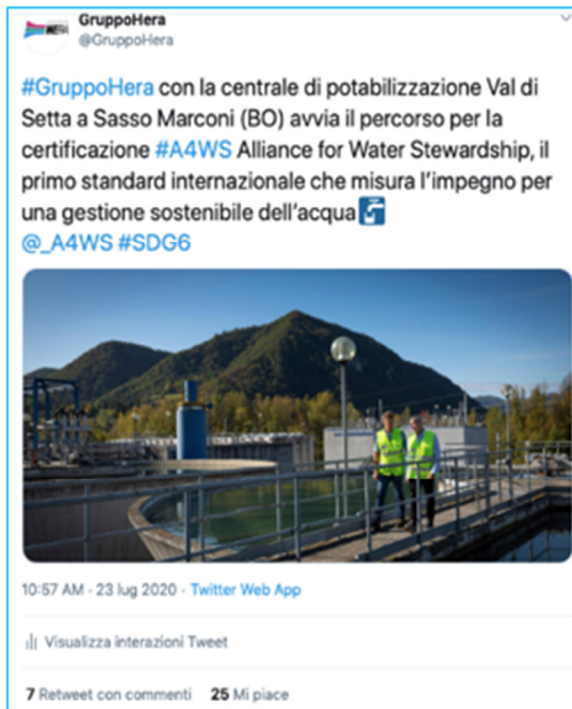 GruppoHera
@GruppoHera
#GruppoHera con la centrale di potabilizzazione Val di
Setta a Sasso Marconi (BO) avvia il percorso per la
certificazione #A4WS Alliance for Water Stewardship, il
primo standard internazionale che misura l'impegno per
una gestione sostenibile dell'acqua🚰
@_A4WS #SDG6
10:57 AM · 23 lug 2020 · Twitter Web App
Visualizza interazioni Tweet
7 Retweet con commenti 25 Mi piace